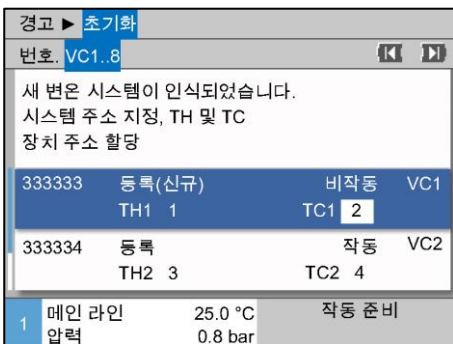 경고 ▶ 초기화
번호. VC1..8
새 변온 시스템이 인식되었습니다.
시스템 주소 지정, TH 및 TC
장치 주소 할당
333333 등록(신규) 비작동 VC1
TH1 1 TC1 2
333334 등록 작동 VC2
TH2 3 TC2 4
1 메인 라인 25.0 °C 작동 준비
압력 0.8 bar